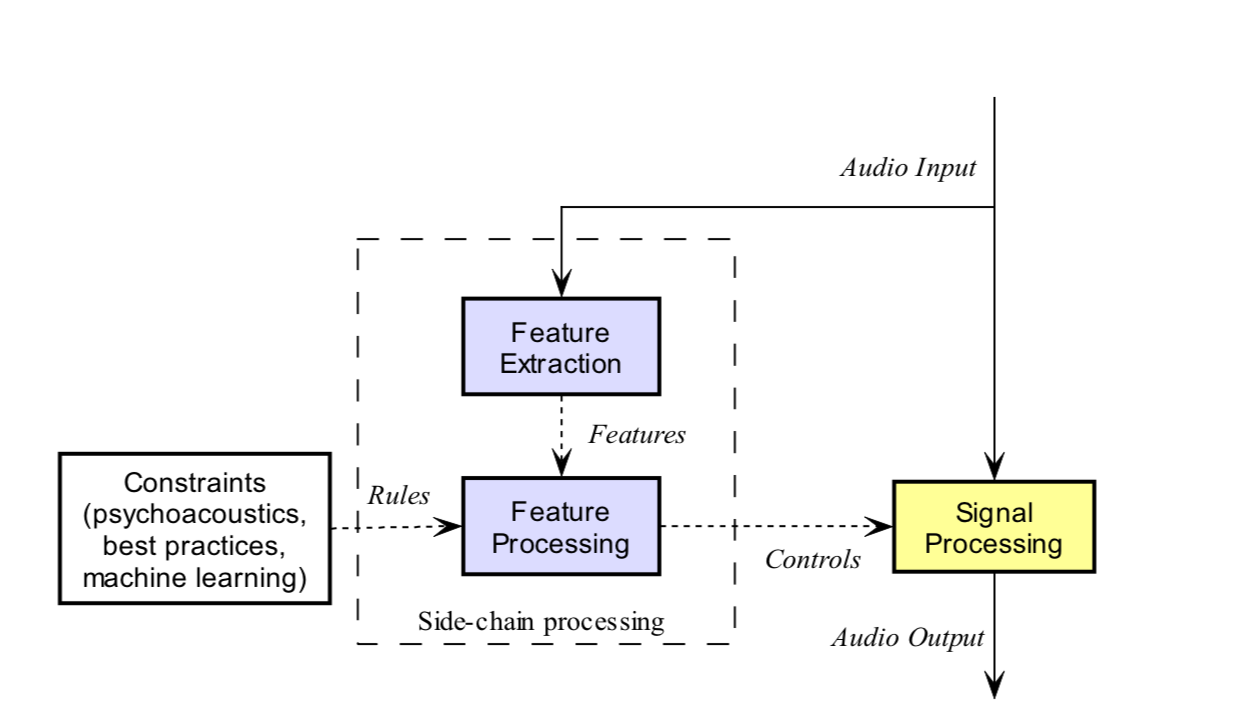 Audio Input
Feature
Extraction
Features
Constraints
(psychoacoustics,
best practices,
machine learning)
Rules
Feature
Processing
Controls
Signal
Processing
Side-chain processing
Audio Output